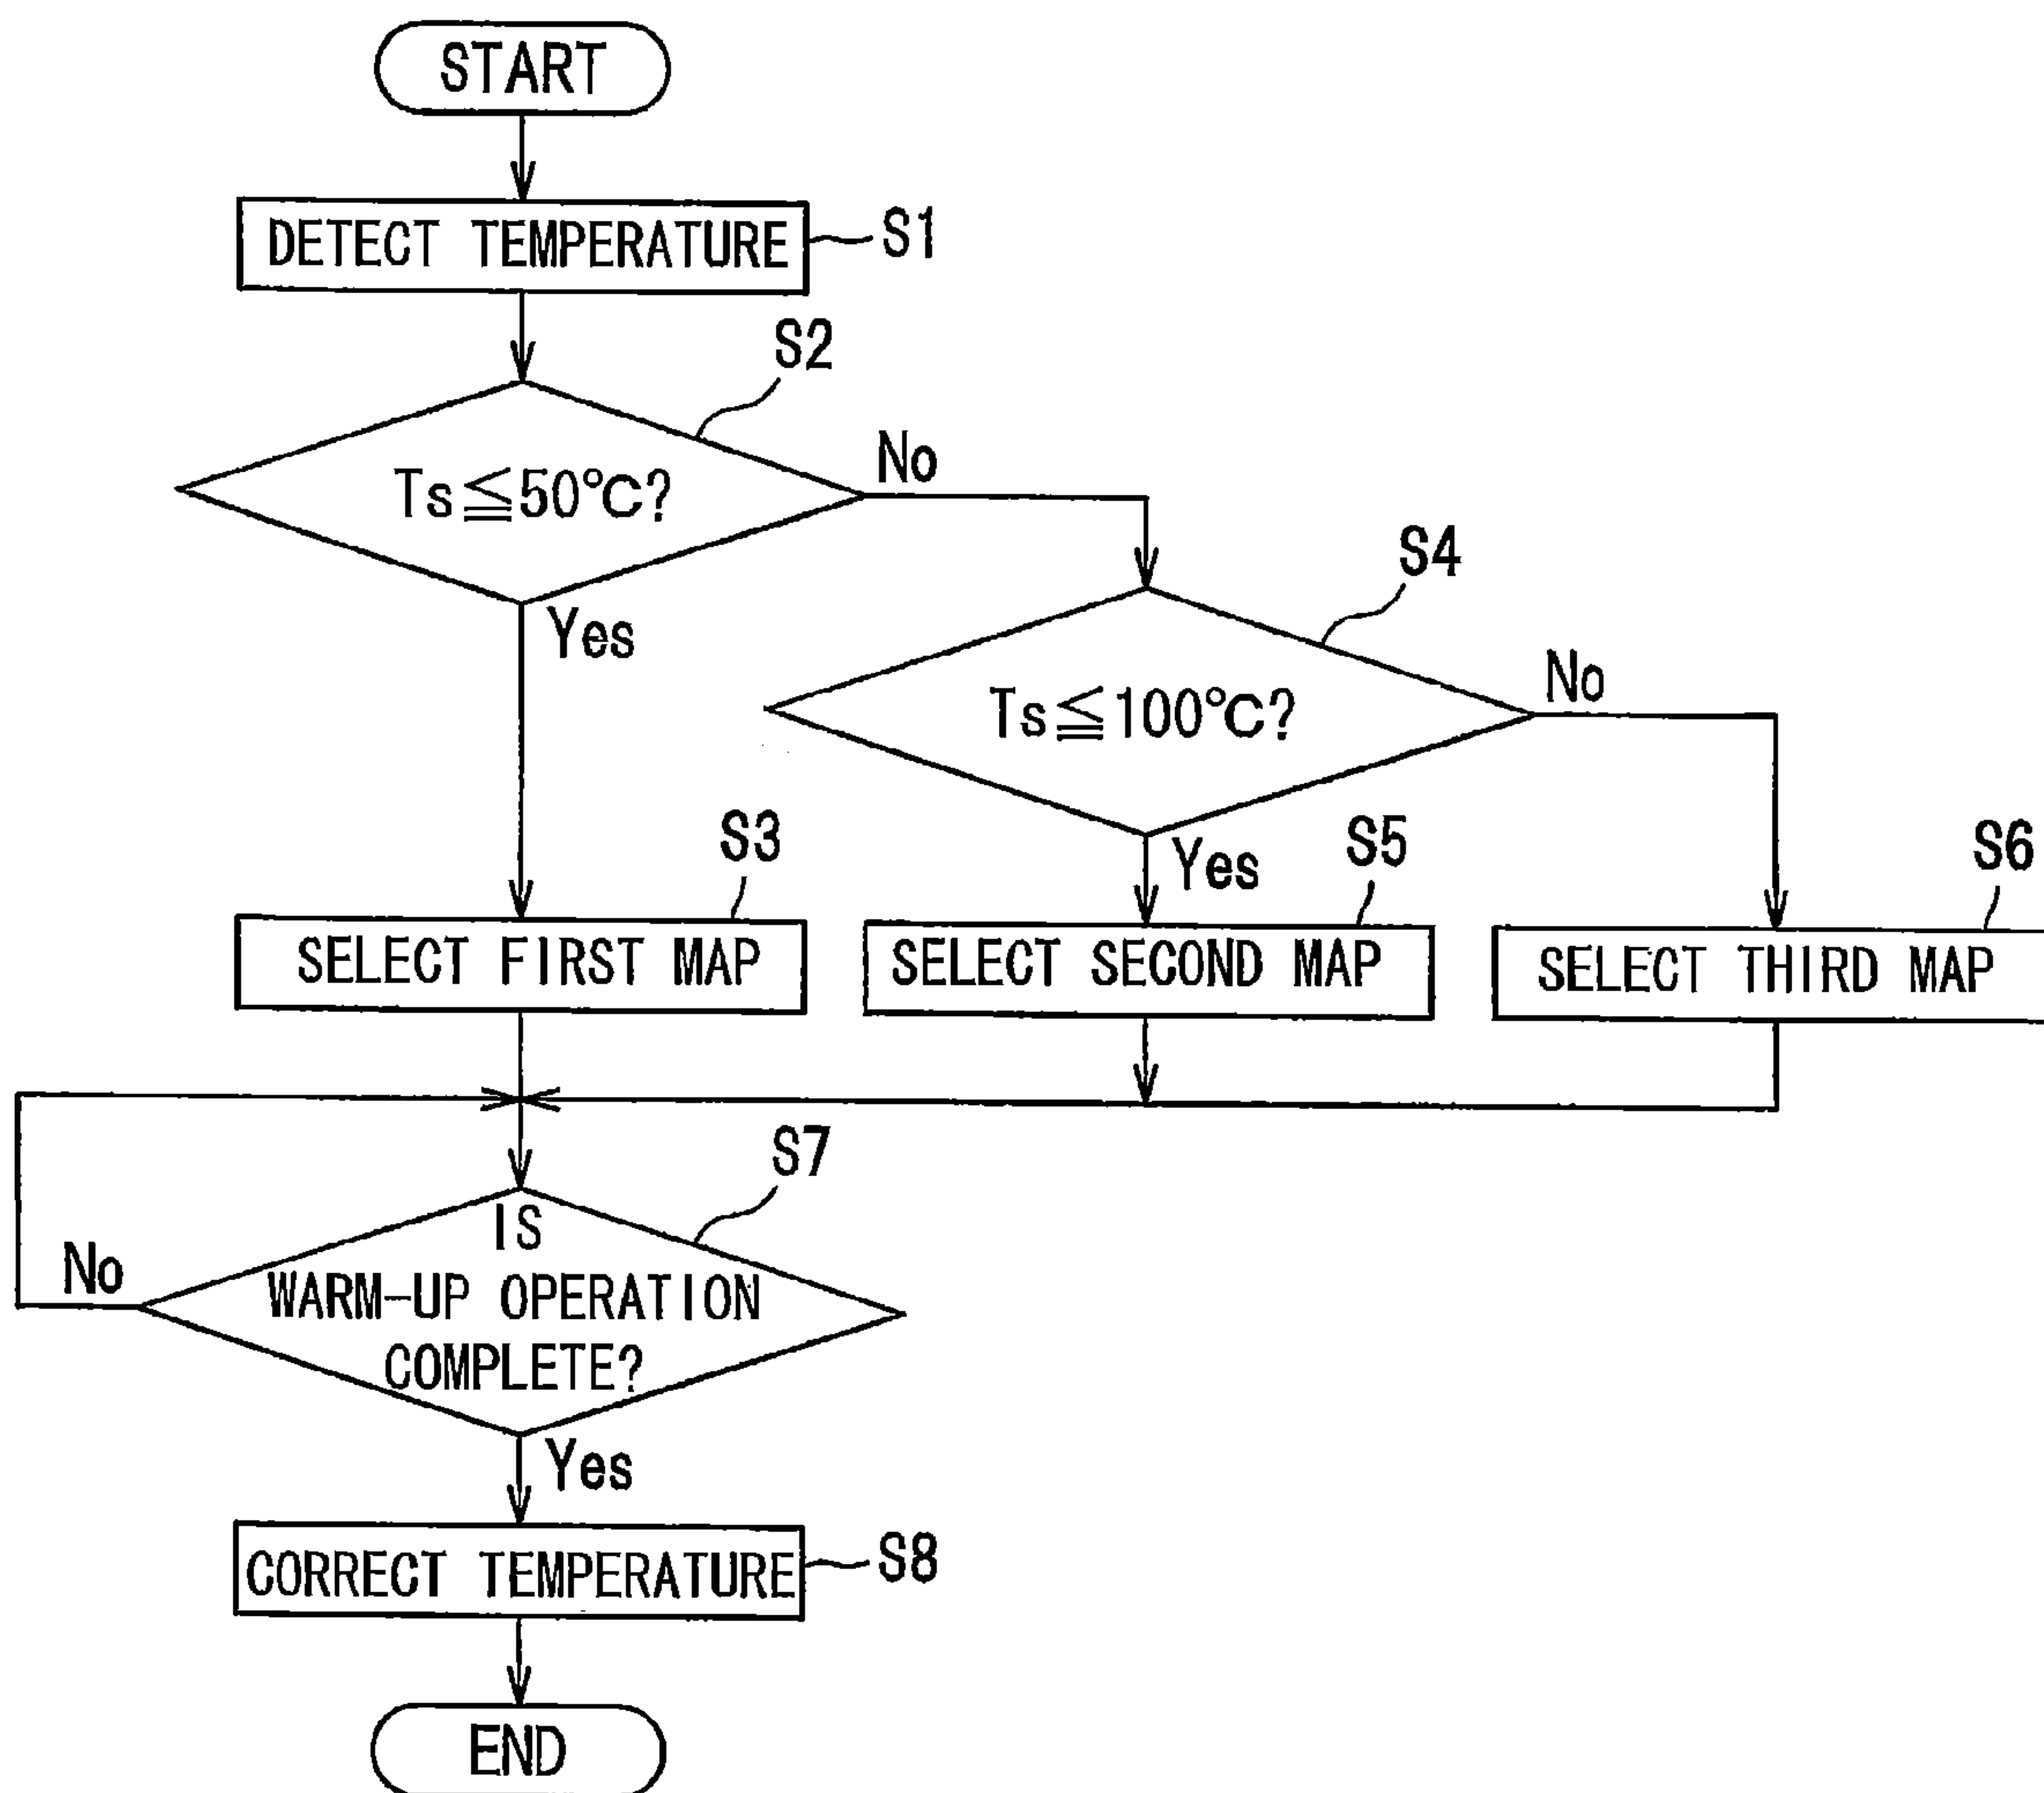 START
DETECT TEMPERATURE
S1
S2
Ts≦50℃?
No
Yes
S4
Ts≦100℃?
No
Yes
S3
SELECT FIRST MAP
S5
SELECT SECOND MAP
S6
SELECT THIRD MAP
S7
IS
WARM-UP OPERATION
COMPLETE?
No
Yes
CORRECT TEMPERATURE
S8
END